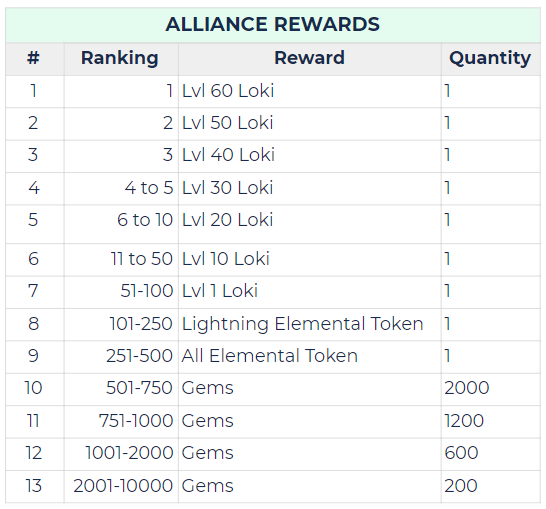 ALLIANCE REWARDS
# Ranking Reward Quantity
1 1 Lvl 60 Loki 1
2 2 Lvl 50 Loki 1
3 3 Lvl 40 Loki 1
4 4 to 5 Lvl 30 Loki 1
5 6 to 10 Lvl 20 Loki 1
6 11 to 50 Lvl 10 Loki 1
7 51-100 Lvl 1 Loki 1
8 101-250 Lightning Elemental Token 1
9 251-500 All Elemental Token 1
10 501-750 Gems 2000
11 751-1000 Gems 1200
12 1001-2000 Gems 600
13 2001-10000 Gems 200